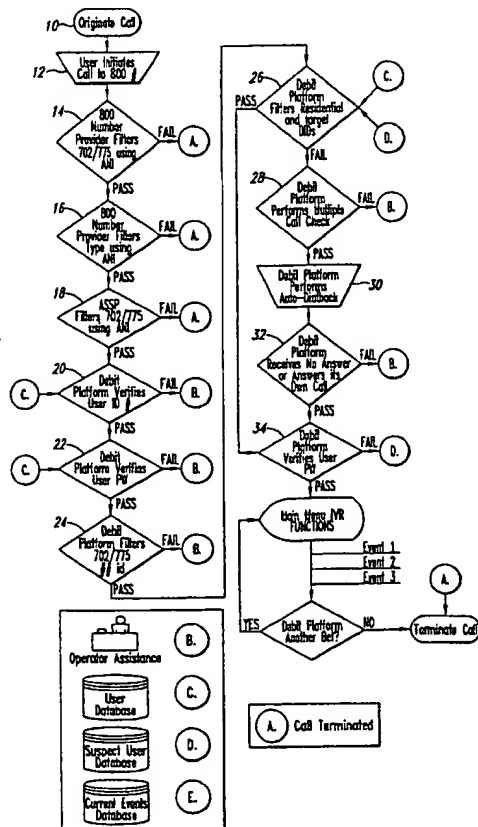 10
Originate Call
12
User Initiates
Call to 800 #
14
800
Number
Provider Filters
702/775 using
ANI
FAIL
A.
PASS
16
800
Number
Provider Filters
Type using
ANI
FAIL
A.
PASS
18
ASSP
Filters 702/775
using ANI
FAIL
A.
PASS
20
C.
Debit
Platform Verifies
User ID #
FAIL
B.
PASS
22
C.
Debit
Platform Verifies
User PW
FAIL
B.
PASS
24
Debit
Platform Filters
702/775
## id
FAIL
B.
PASS
26
Debit
Platform
Filters Residential
and target
DIDs
C.
D.
PASS
FAIL
28
Debit
Platform
Performs Multiple
Call Check
FAIL
B.
PASS
Debit Platform
Performs
Auto-Dialback
30
32
Debit
Platform
Receives No Answer
or Answers its
Own Call
FAIL
B.
PASS
34
Debit
Platform
Verifies User
PW
FAIL
D.
PASS
Main Menu IVR
FUNCTIONS
Event 1
Event 2
Event 3
YES
Debit Platform
Another Bet?
NO
A.
Terminate Call
Operator Assistance
B.
User
Database
C.
Suspect User
Database
D.
Current Events
Database
E.
A.
Call Terminated